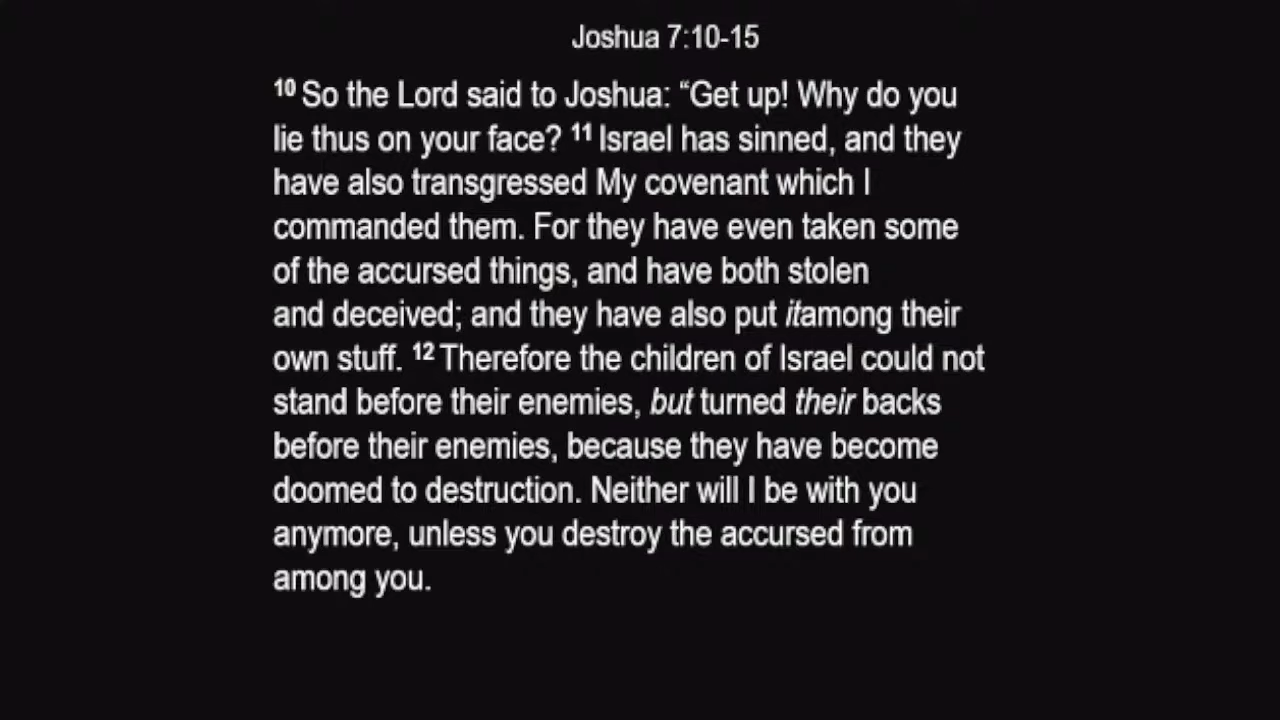 Joshua 7:10-15
10 So the Lord said to Joshua: “Get up! Why do you
lie thus on your face? 11 Israel has sinned, and they
have also transgressed My covenant which I
commanded them. For they have even taken some
of the accursed things, and have both stolen
and deceived; and they have also put itamong their
own stuff. 12 Therefore the children of Israel could not
stand before their enemies, but turned their backs
before their enemies, because they have become
doomed to destruction. Neither will I be with you
anymore, unless you destroy the accursed from
among you.